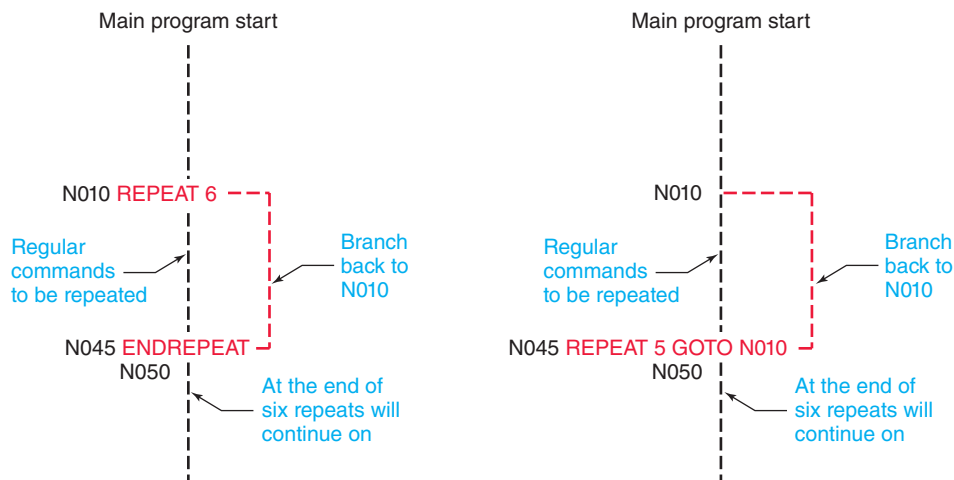 Main program start
N010 REPEAT 6
Regular
commands
to be repeated
Branch
back to
N010
N045 ENDREPEAT
N050
At the end of
six repeats will
continue on
Main program start
N010
Regular
commands
to be repeated
Branch
back to
N010
N045 REPEAT 5 GOTO N010
N050
At the end of
six repeats will
continue on